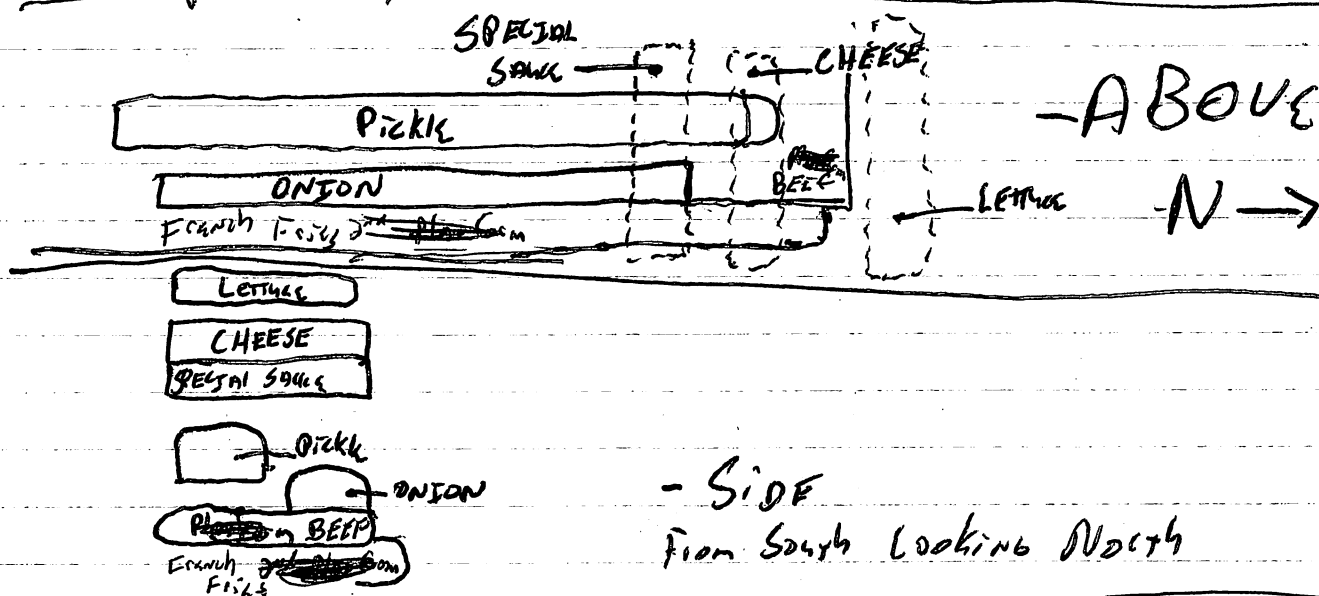 SPECIAL
SAUCE
CHEESE
Pickle
-ABOVE
BEEF
ONION
LETTUCE
N
French Fries 2nd
LETTUCE
CHEESE
SPECIAL SAUCE
Pickle
ONION
- SiDE
BEEF
From South Looking North
French
Fries